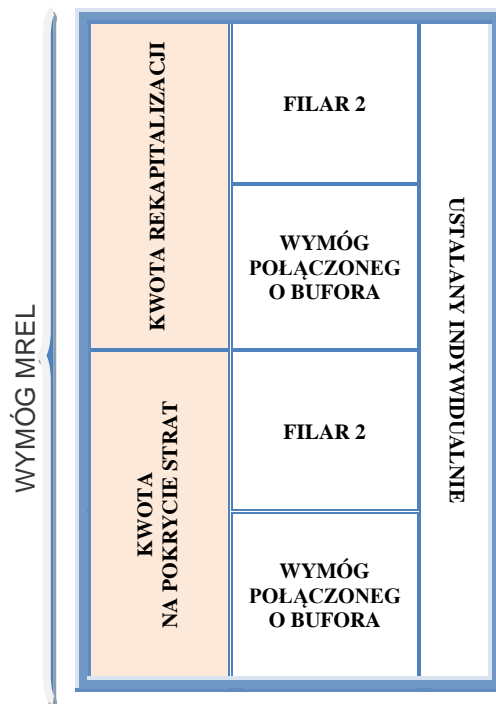 WYMÓG MREL
KWOTA REKAPITALIZACJI
FILAR 2
WYMÓG
POŁĄCZONEG
O BUFORA
KWOTA
NA POKRYCIE STRAT
FILAR 2
WYMÓG
POŁĄCZONEG
O BUFORA
USTALANY INDYWIDUALNIE